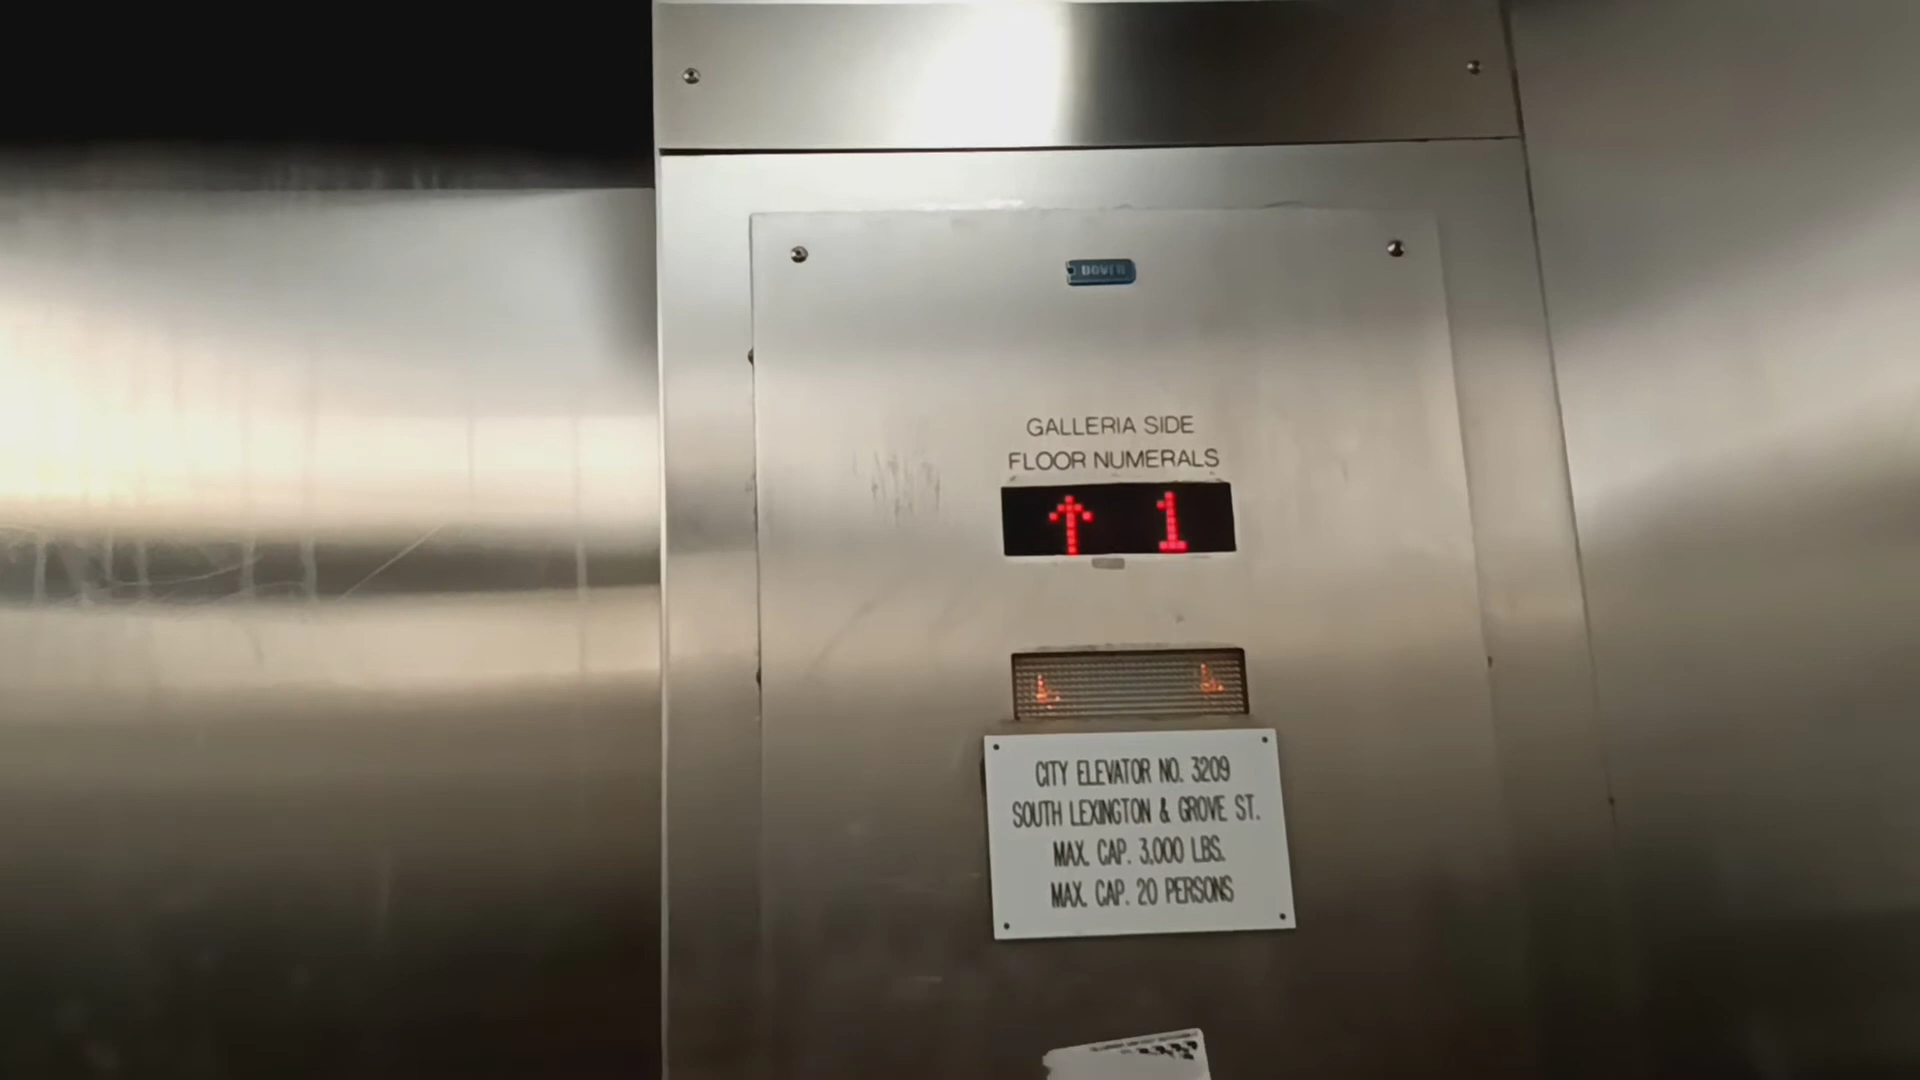 DOVER
GALLERIA SIDE
FLOOR NUMERALS
↑ 1
CITY ELEVATOR NO. 3209
SOUTH LEXINGTON & GROVE ST.
MAX. CAP. 3,000 LBS.
MAX. CAP. 20 PERSONS